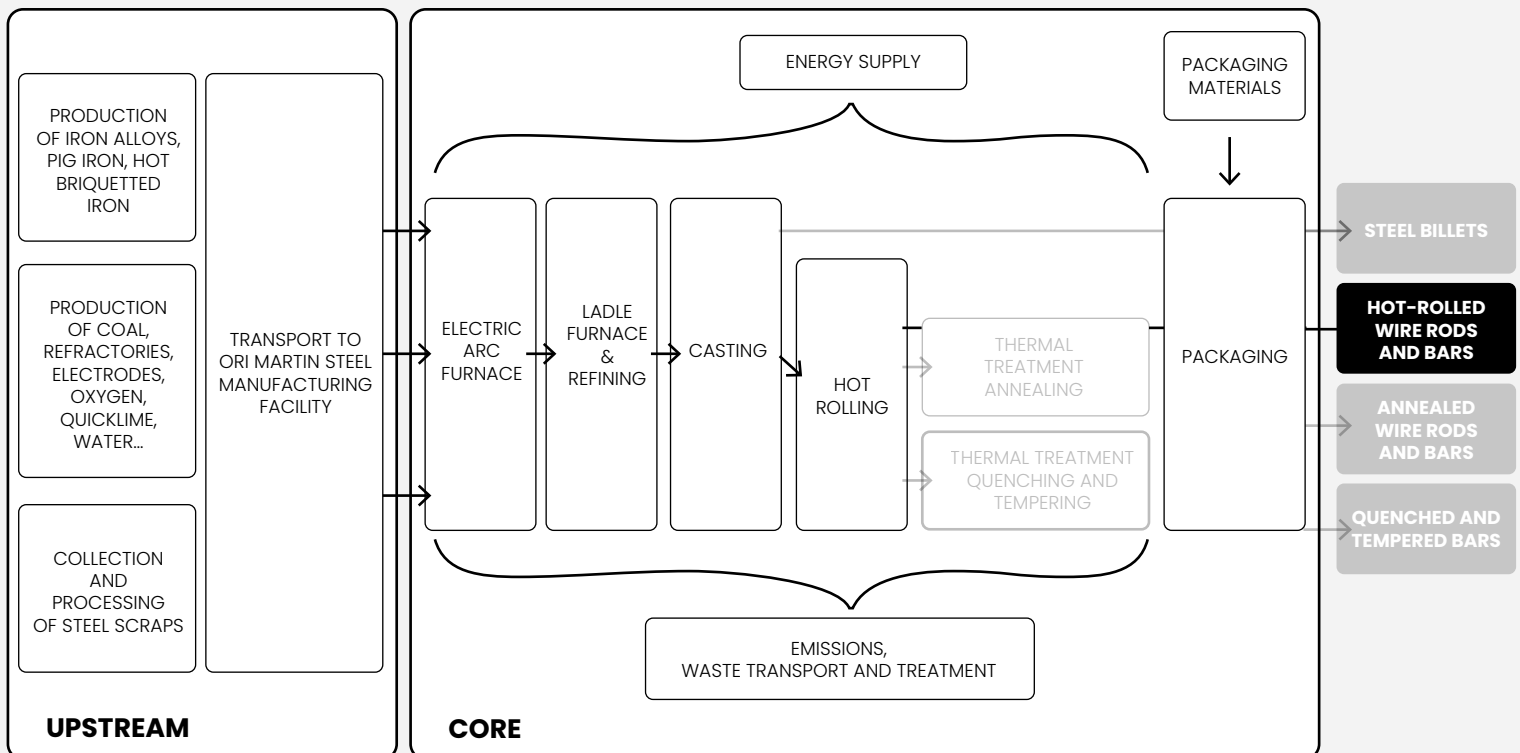 PRODUCTION
OF IRON ALLOYS,
PIG IRON, HOT
BRIQUETTED
IRON
PRODUCTION
OF COAL,
REFRACTORIES,
ELECTRODES,
OXYGEN,
QUICKLIME,
WATER...
COLLECTION
AND
PROCESSING
OF STEEL SCRAPS
TRANSPORT TO
ORI MARTIN STEEL
MANUFACTURING
FACILITY
UPSTREAM
ENERGY SUPPLY
PACKAGING
MATERIALS
ELECTRIC
ARC
FURNACE
LADLE
FURNACE
&
REFINING
CASTING
HOT
ROLLING
THERMAL
TREATMENT
ANNEALING
THERMAL TREATMENT
QUENCHING AND
TEMPERING
PACKAGING
EMISSIONS,
WASTE TRANSPORT AND TREATMENT
CORE
STEEL BILLETS
HOT-ROLLED
WIRE RODS
AND BARS
ANNEALED
WIRE RODS
AND BARS
QUENCHED AND
TEMPERED BARS